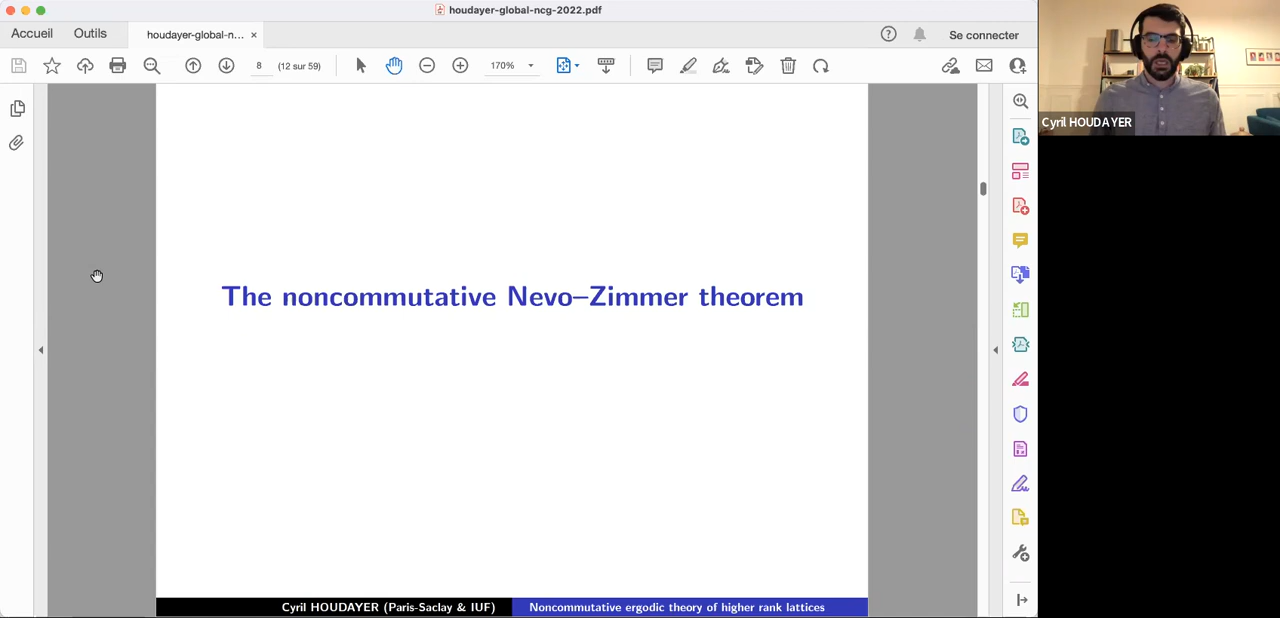 houdayer-global-ncg-2022.pdf
Accueil
Outils
houdayer-global-n...
Se connecter
8
(12 sur 59)
170%
Cyril HOUDAYER
The noncommutative Nevo–Zimmer theorem
Cyril HOUDAYER (Paris-Saclay & IUF)
Noncommutative ergodic theory of higher rank lattices